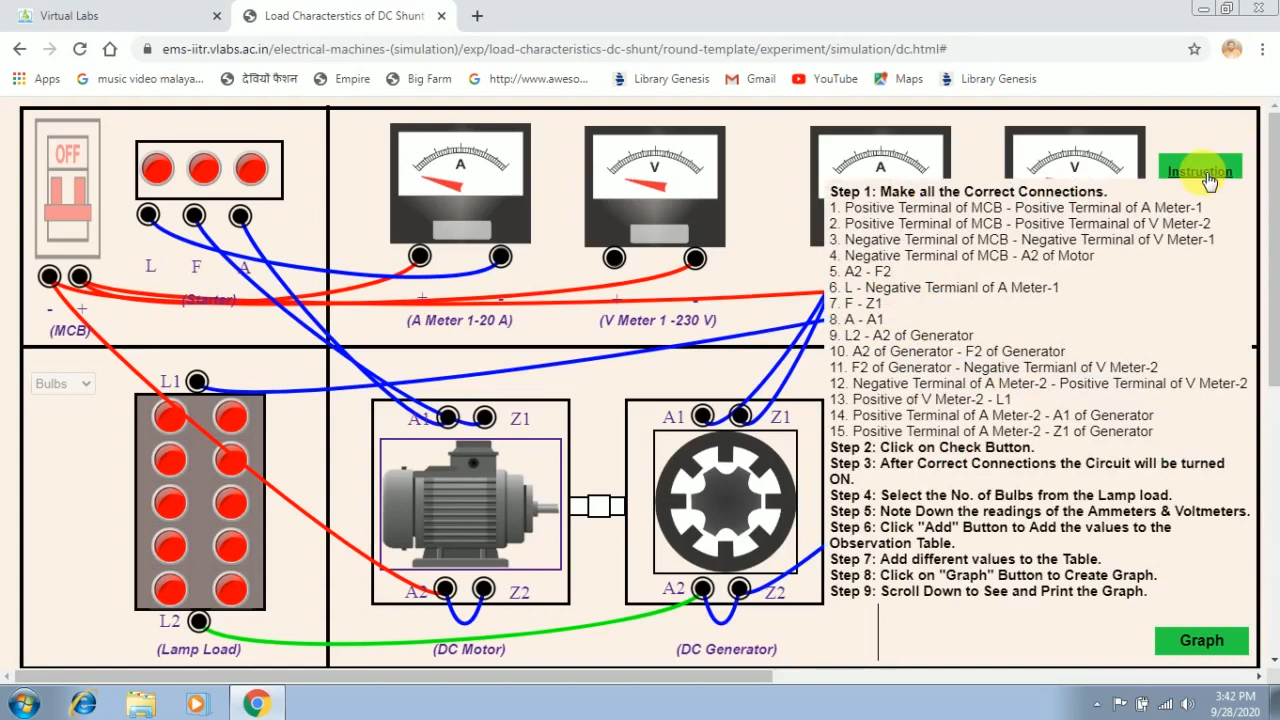 Virtual Labs
Load Characterstics of DC Shunt
ems-iitr.vlabs.ac.in/electrical-machines-(simulation)/exp/load-characteristics-dc-shunt/round-template/experiment/simulation/dc.html#
Apps
music video malaya...
देवियो फैशन
Empire
Big Farm
http://www.aweso...
Library Genesis
Gmail
YouTube
Maps
Library Genesis
OFF
A
V
A
V
Instruction
L F A
- +
(MCB)
(Starter)
+ -
(A Meter 1-20 A)
+ -
(V Meter 1 -230 V)
Step 1: Make all the Correct Connections.
1. Positive Terminal of MCB - Positive Terminal of A Meter-1
2. Positive Terminal of MCB - Positive Termainal of V Meter-2
3. Negative Terminal of MCB - Negative Terminal of V Meter-1
4. Negative Terminal of MCB - A2 of Motor
5. A2 - F2
6. L - Negative Termianl of A Meter-1
7. F - Z1
8. A - A1
9. L2 - A2 of Generator
10. A2 of Generator - F2 of Generator
11. F2 of Generator - Negative Termianl of V Meter-2
12. Negative Terminal of A Meter-2 - Positive Terminal of V Meter-2
13. Positive of V Meter-2 - L1
14. Positive Terminal of A Meter-2 - A1 of Generator
15. Positive Terminal of A Meter-2 - Z1 of Generator
Step 2: Click on Check Button.
Step 3: After Correct Connections the Circuit will be turned
ON.
Step 4: Select the No. of Bulbs from the Lamp load.
Step 5: Note Down the readings of the Ammeters & Voltmeters.
Step 6: Click "Add" Button to Add the values to the
Observation Table.
Step 7: Add different values to the Table.
Step 8: Click on "Graph" Button to Create Graph.
Step 9: Scroll Down to See and Print the Graph.
Bulbs
L1
L2
(Lamp Load)
A1 Z1
A2 Z2
(DC Motor)
A1 Z1
A2 Z2
(DC Generator)
Graph
3:42 PM
9/28/2020